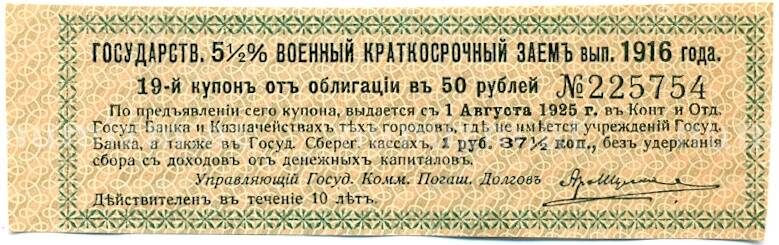 ГОСУДАРСТВ. 5½% ВОЕННЫЙ КРАТКОСРОЧНЫЙ ЗАЕМЪ вып. 1916 года.
19-й купонъ отъ облигаціи въ 50 рублей №225754
По предъявленіи сего купона, выдается съ 1 Августа 1925 г. въ Конт. и Отд.
Госуд. Банка и Казначействахъ тѣхъ городовъ, гдѣ не имѣется учрежденій Госуд.
Банка, а также въ Госуд. Сберег. кассахъ, 1 руб. 37½ коп., безъ удержанія
сбора съ доходовъ отъ денежныхъ капиталовъ.
Управляющій Госуд. Комм. Погаш. Долговъ
Дѣйствителенъ въ теченіе 10 лѣтъ.